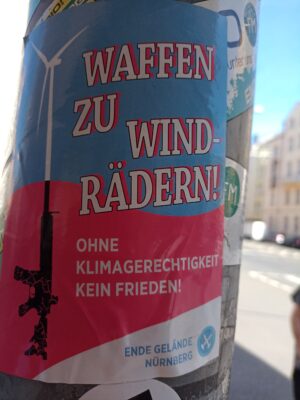 WAFFEN
ZU
WIND-
RÄDERN!
OHNE
KLIMAGERECHTIGKEIT
KEIN FRIEDEN!
ENDE GELÄNDE
NÜRNBERG